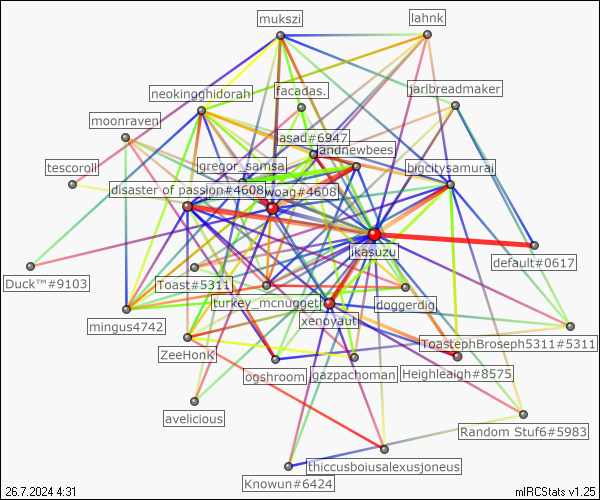 mukszi
lahnk
neokingghidorah
facadas.
jarlbreadmaker
moonraven
asad#6947
andnewbees
tescoroll
gregor_samsa
bigcitysamurai
disaster of passion#4608
woag#4608
ikasuzu
default#0617
Duck™#9103
Toast#5311
turkey_mcnugget
doggerdig
mingus4742
xenoyaut
ToastephBroseph5311#5311
ZeeHonk
ogshroom
gazpachoman
Heighleaigh#8575
avelicious
Random Stuf6#5983
thiccusboiusalexusjoneus
Knowun#6424
26.7.2024 4:31
mIRCStats v1.25